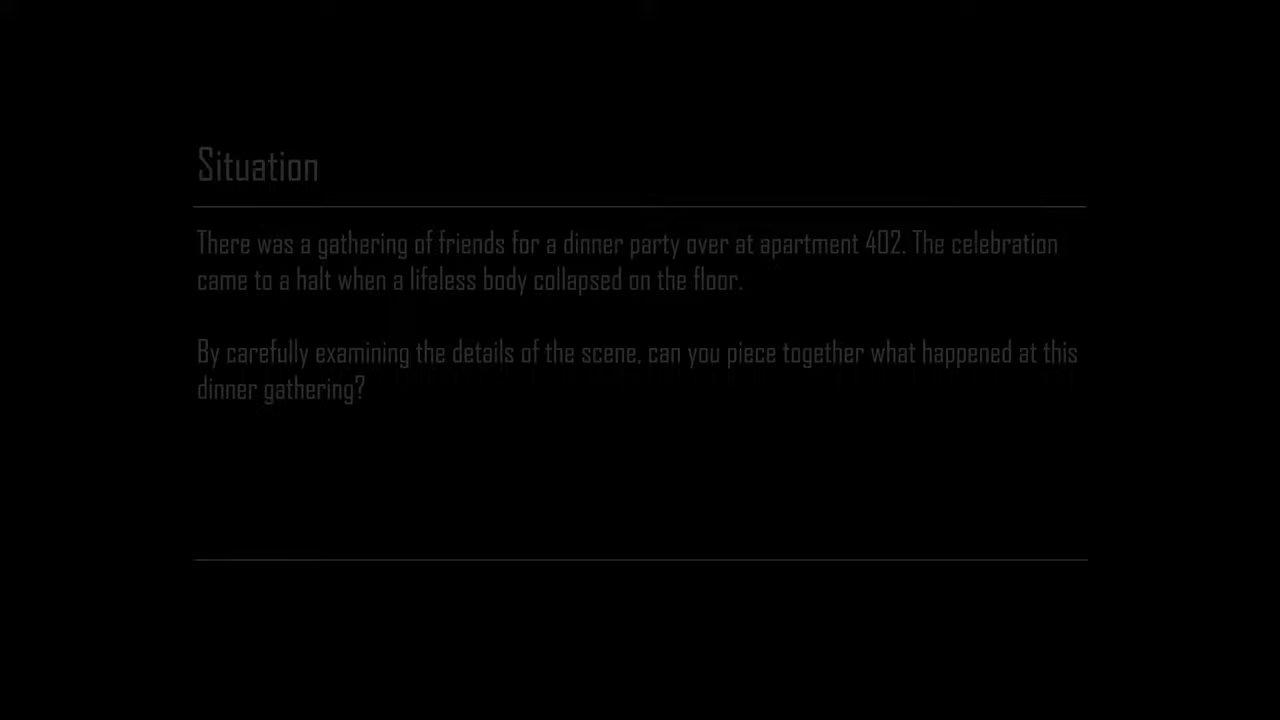 Situation
There was a gathering of friends for a dinner party over at apartment 402. The celebration
came to a halt when a lifeless body collapsed on the floor.
By carefully examining the details of the scene, can you piece together what happened at this
dinner gathering?